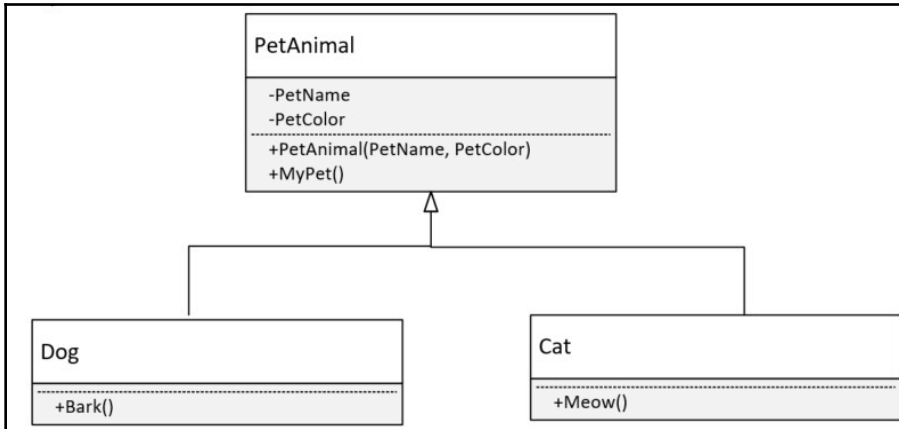 PetAnimal
-PetName
-PetColor
+PetAnimal(PetName, PetColor)
+MyPet()
Dog
+Bark()
Cat
+Meow()